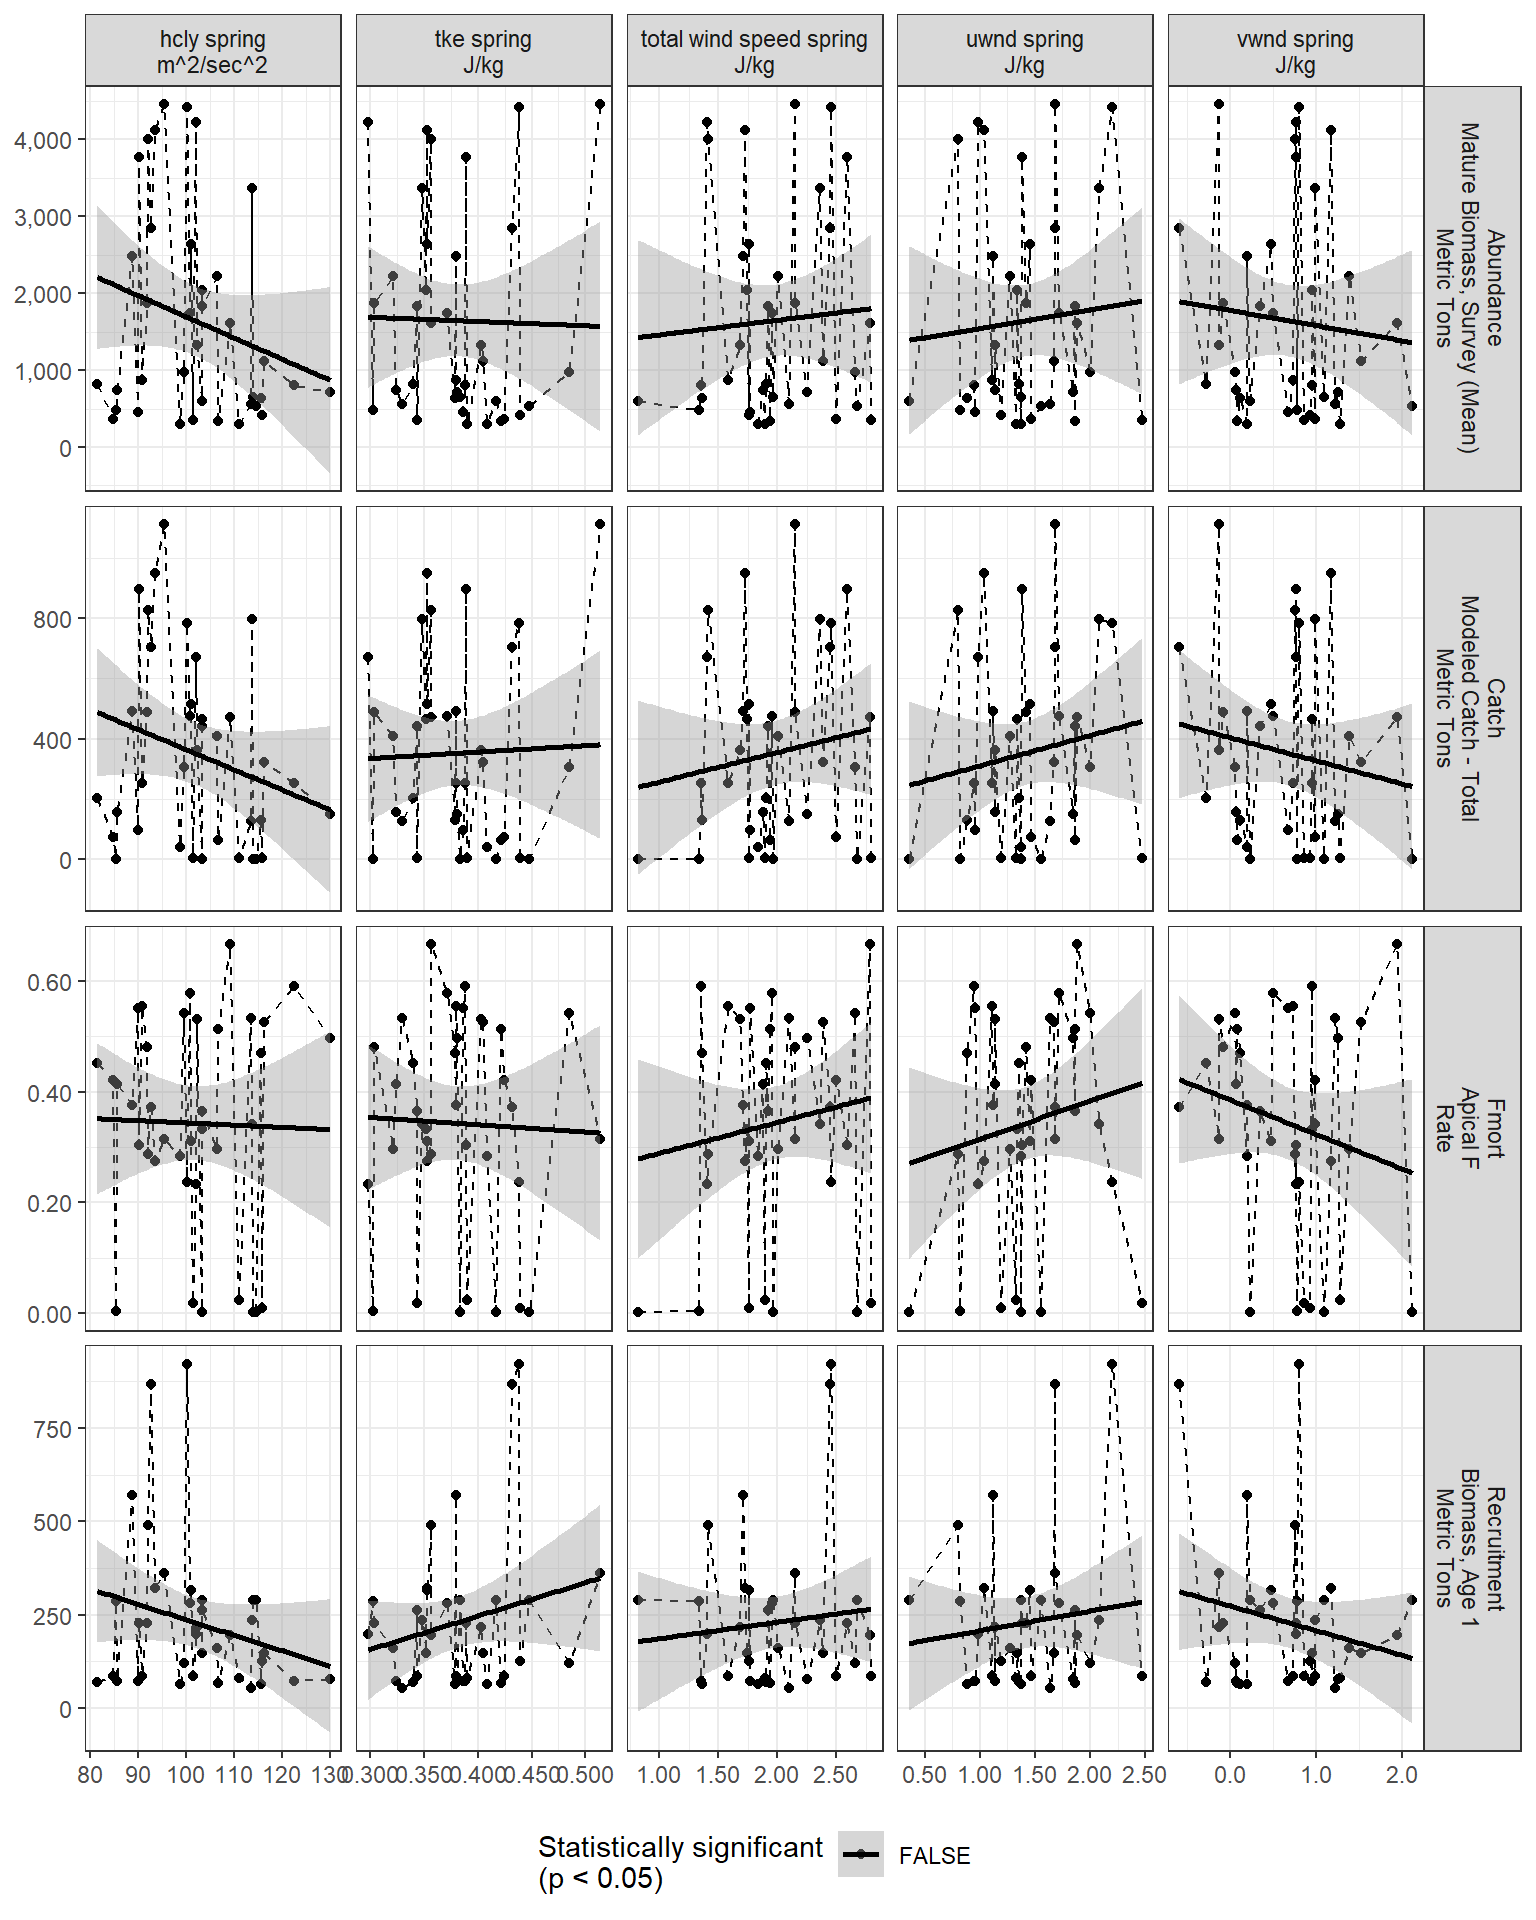 hcly spring
m^2/sec^2
tke spring
J/kg
total wind speed spring
J/kg
uwnd spring
J/kg
vwnd spring
J/kg
4,000
3,000
2,000
1,000
0
Abundance
Mature Biomass, Survey (Mean)
Metric Tons
800
400
0
Catch
Modeled Catch - Total
Metric Tons
0.60
0.40
0.20
0.00
Fmort
Apical F
Rate
750
500
250
0
Recruitment
Biomass, Age 1
Metric Tons
80 90 100 110 120 130
0.300 0.350 0.400 0.450 0.500
1.00 1.50 2.00 2.50
0.50 1.00 1.50 2.00 2.50
0.0 1.0 2.0
Statistically significant
(p < 0.05)
FALSE